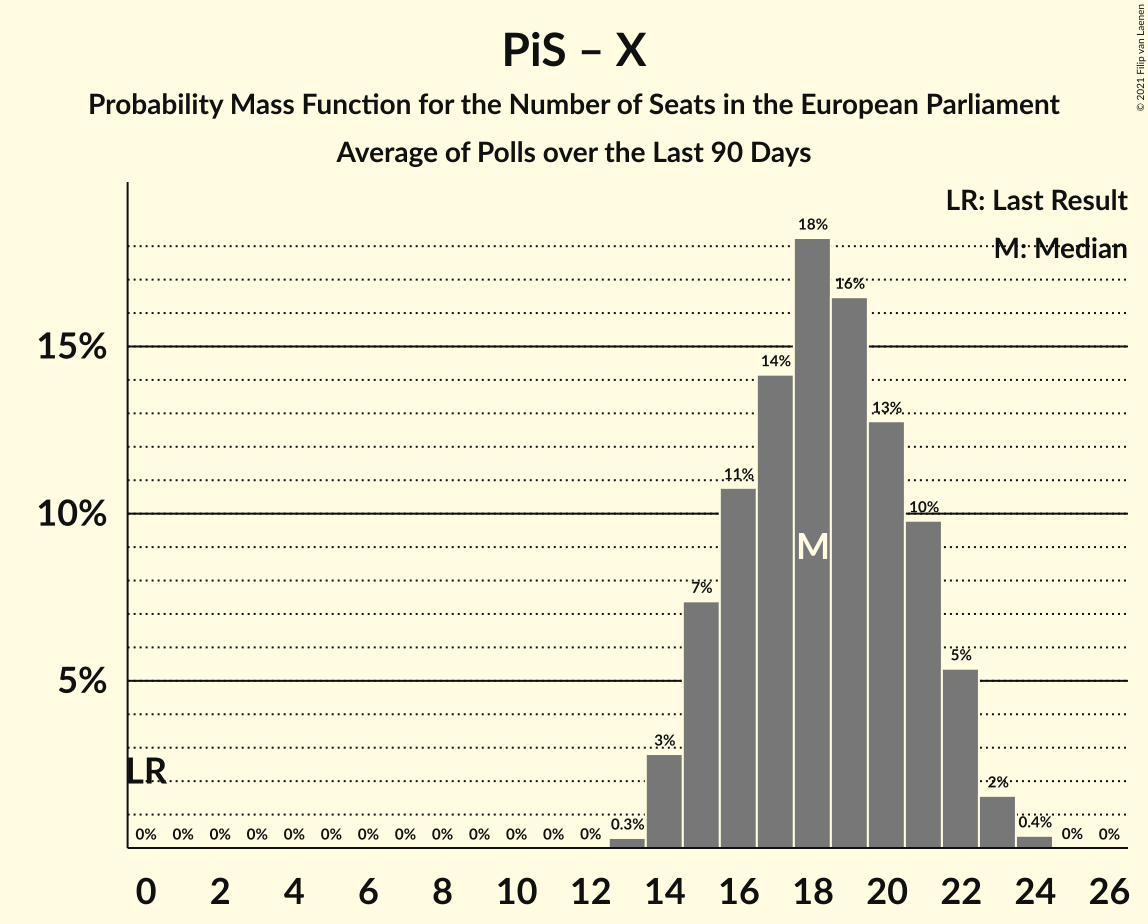 PiS – X
Probability Mass Function for the Number of Seats in the European Parliament
Average of Polls over the Last 90 Days
© 2021 Filip van Laenen
LR: Last Result
M: Median
18%
16%
15%
14%
13%
11%
10%
10%
M
7%
5%
5%
3%
LR
2%
0% 0% 0% 0% 0% 0% 0% 0% 0% 0% 0% 0% 0% 0.3% 0.4% 0% 0%
0 2 4 6 8 10 12 14 16 18 20 22 24 26